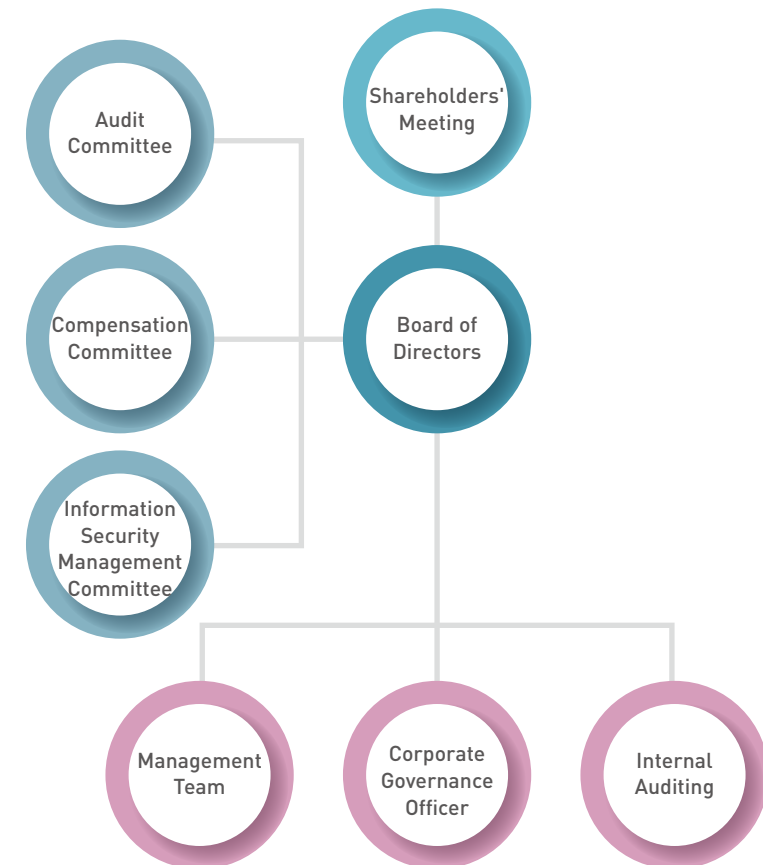 Audit
Committee
Shareholders'
Meeting
Compensation
Committee
Board of
Directors
Information
Security
Management
Committee
Management
Team
Corporate
Governance
Officer
Internal
Auditing